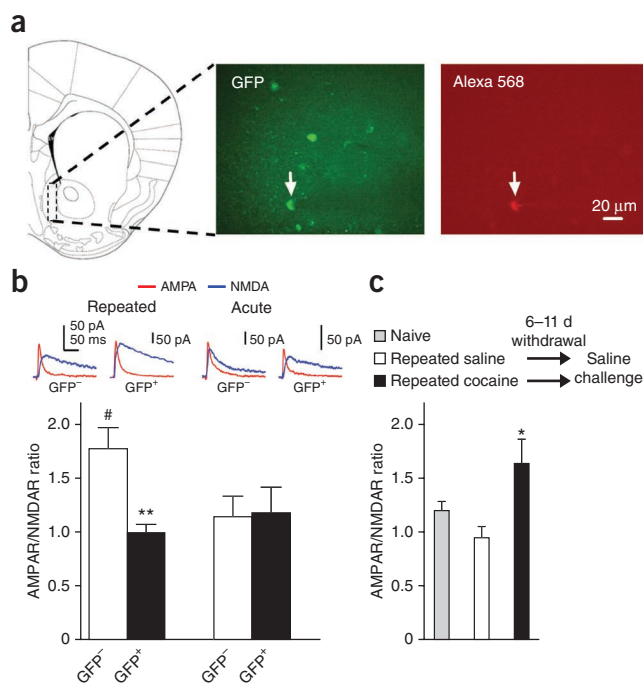 a
GFP
Alexa 568
20 μm
b
AMPA NMDA
Repeated Acute
50 pA
50 ms
50 pA
50 pA
50 pA
GFP⁻ GFP⁺ GFP⁻ GFP⁺
AMPAR/NMDAR ratio
2.0
1.5
1.0
0.5
0
#
**
GFP⁻ GFP⁺ GFP⁻ GFP⁺
c
6–11 d
withdrawal
Naive
Repeated saline
Repeated cocaine
Saline
challenge
AMPAR/NMDAR ratio
2.0
1.5
1.0
0.5
0
*